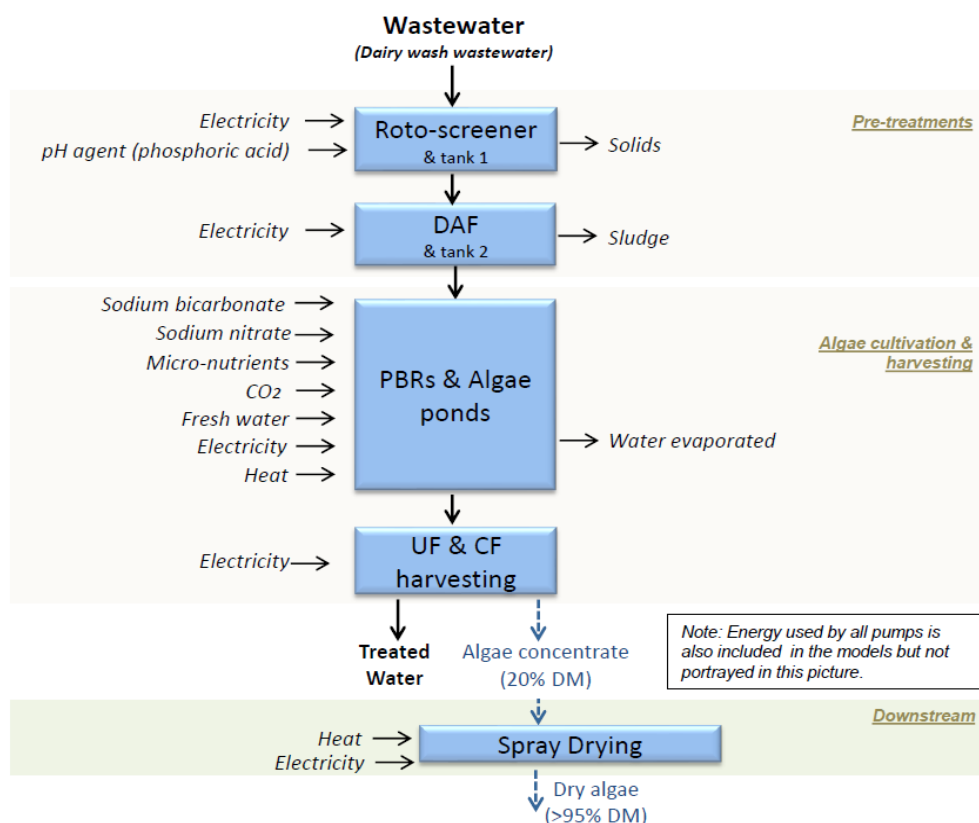 Wastewater
(Dairy wash wastewater)
Pre-treatments
Electricity
pH agent (phosphoric acid)
Roto-screener
& tank 1
Solids
Electricity
DAF
& tank 2
Sludge
Algae cultivation &
harvesting
Sodium bicarbonate
Sodium nitrate
Micro-nutrients
CO2
Fresh water
Electricity
Heat
PBRs & Algae
ponds
Water evaporated
Electricity
UF & CF
harvesting
Treated
Water
Algae concentrate
(20% DM)
Note: Energy used by all pumps is
also included in the models but not
portrayed in this picture.
Downstream
Heat
Electricity
Spray Drying
Dry algae
(>95% DM)